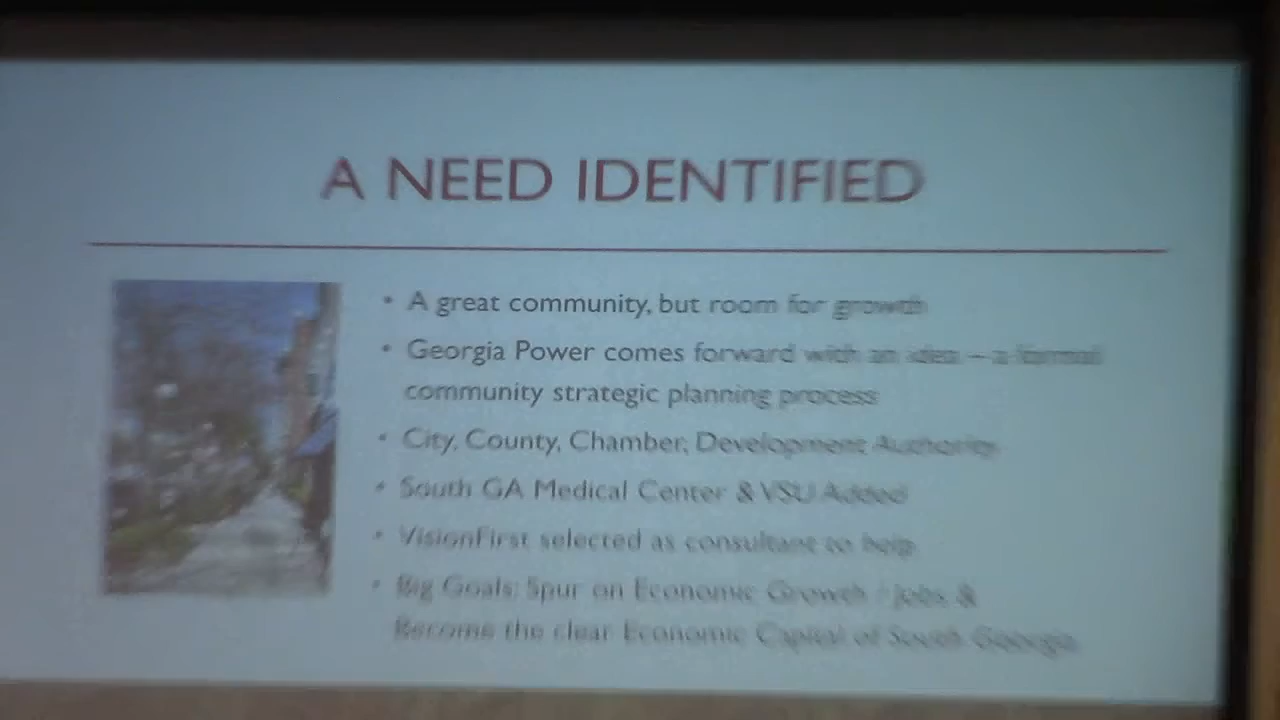 A NEED IDENTIFIED
• A great community, but room for growth
• Georgia Power comes forward with an idea – a formal
community strategic planning process
• City, County, Chamber, Development Authority
• South GA Medical Center & VSU Added
• VisionFirst selected as consultant to help
• Big Goals: Spur on Economic Growth / Jobs &
Become the clear Economic Capital of South Georgia